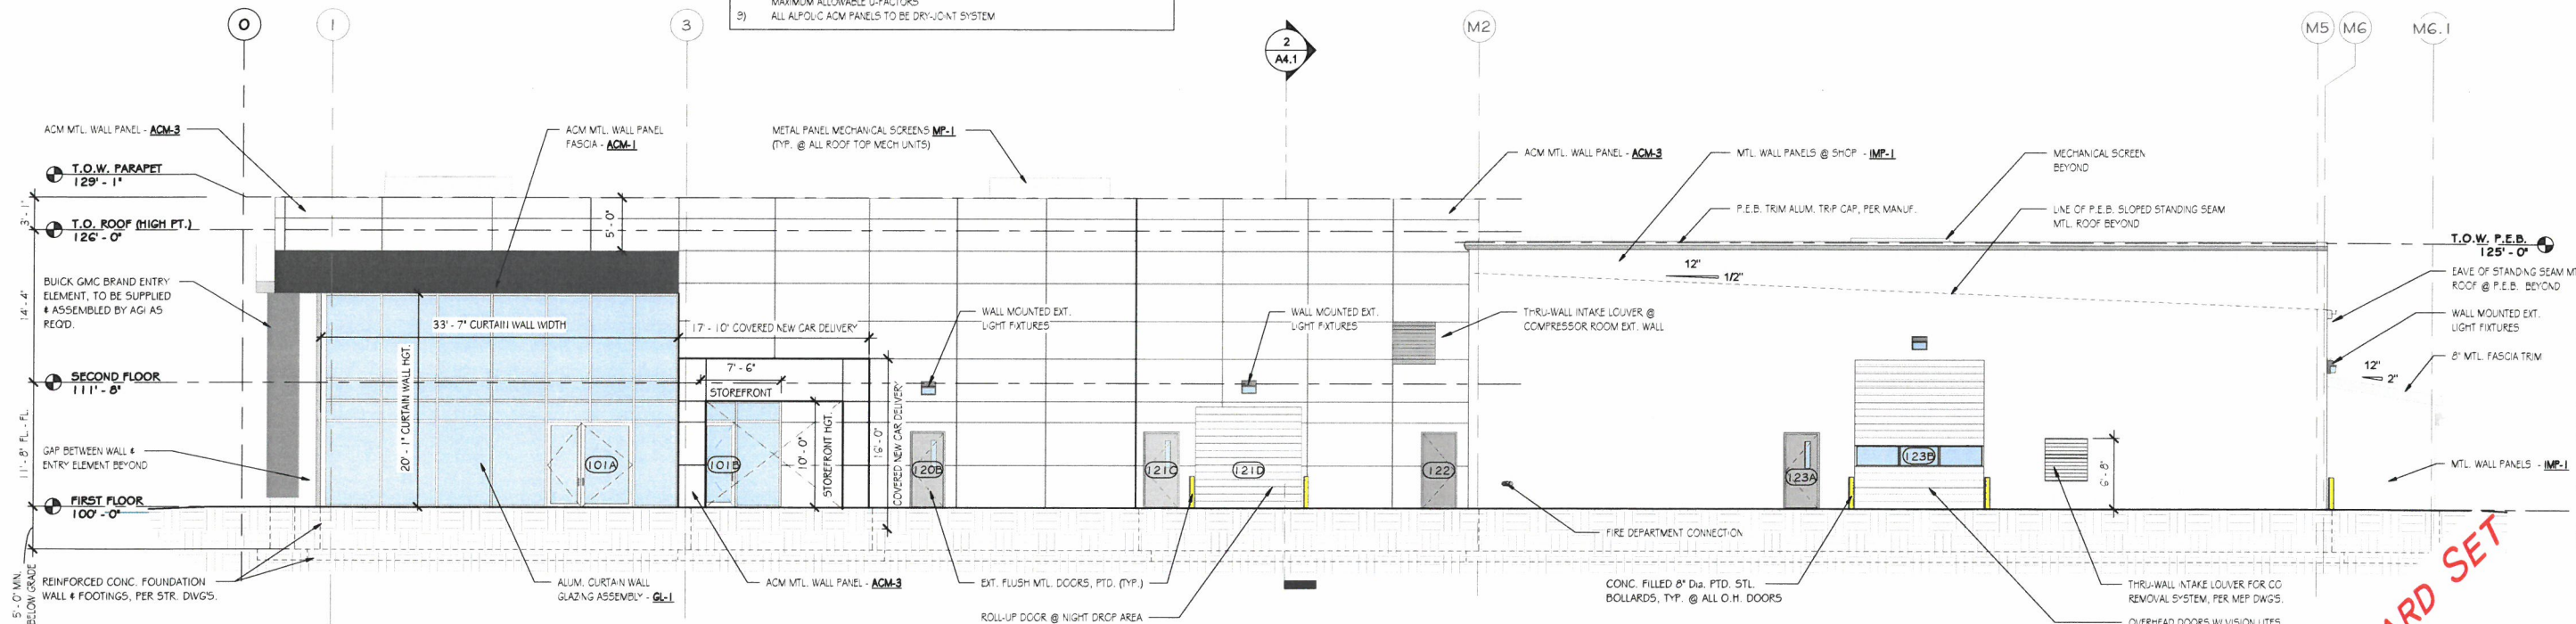 MAXIMUM ALLOWABLE U-FACTORS
9) ALL ALPOLIC ACM PANELS TO BE DRY-JOINT SYSTEM
O
1
3
2
A4.1
M2
M5
M6
M6.1
ACM MTL. WALL PANEL - ACM-3
ACM MTL. WALL PANEL
FASCIA - ACM-1
METAL PANEL MECHANICAL SCREENS MP-1
(TYP. @ ALL ROOF TOP MECH UNITS)
ACM MTL. WALL PANEL - ACM-3
MTL. WALL PANELS @ SHOP - IMP-1
MECHANICAL SCREEN
BEYOND
T.O.W. PARAPET
129' - 1"
3' - 1"
T.O. ROOF (HIGH PT.)
126' - 0"
5' - 0"
P.E.B. TRIM ALUM. TRIP CAP, PER MANUF.
LINE OF P.E.B. SLOPED STANDING SEAM
MTL. ROOF BEYOND
T.O.W. P.E.B.
125' - 0"
12"
1/2"
EAVE OF STANDING SEAM MT
ROOF @ P.E.B. BEYOND
BUICK GMC BRAND ENTRY
ELEMENT, TO BE SUPPLIED
& ASSEMBLED BY AGI AS
REQ'D.
14' - 4"
33' - 7" CURTAIN WALL WIDTH
17' - 10" COVERED NEW CAR DELIVERY
WALL MOUNTED EXT.
LIGHT FIXTURES
WALL MOUNTED EXT.
LIGHT FIXTURES
THRU-WALL INTAKE LOUVER @
COMPRESSOR ROOM EXT. WALL
WALL MOUNTED EXT.
LIGHT FIXTURES
8" MTL. FASCIA TRIM
12"
2"
SECOND FLOOR
111' - 8"
7' - 6"
STOREFRONT
20' - 1" CURTAIN WALL HGT.
10' - 0"
STOREFRONT HGT.
16' - 0"
COVERED NEW CAR DELIVERY
11' - 8" FL. - FL.
GAP BETWEEN WALL &
ENTRY ELEMENT BEYOND
101A
101B
120B
121C
121D
122
123A
123B
6' - 8"
MTL. WALL PANELS - IMP-1
FIRST FLOOR
100' - 0"
FIRE DEPARTMENT CONNECTION
5' - 0" MIN.
BELOW GRADE
REINFORCED CONC. FOUNDATION
WALL & FOOTINGS, PER STR. DWG'S.
ALUM. CURTAIN WALL
GLAZING ASSEMBLY - GL-1
ACM MTL. WALL PANEL - ACM-3
EXT. FLUSH MTL. DOORS, PTD. (TYP.)
ROLL-UP DOOR @ NIGHT DROP AREA
CONC. FILLED 8" Dia. PTD. STL.
BOLLARDS, TYP. @ ALL O.H. DOORS
THRU-WALL INTAKE LOUVER FOR CO
REMOVAL SYSTEM, PER MEP DWGS.
OVERHEAD DOORS W/ VISION LITES
ARD SET